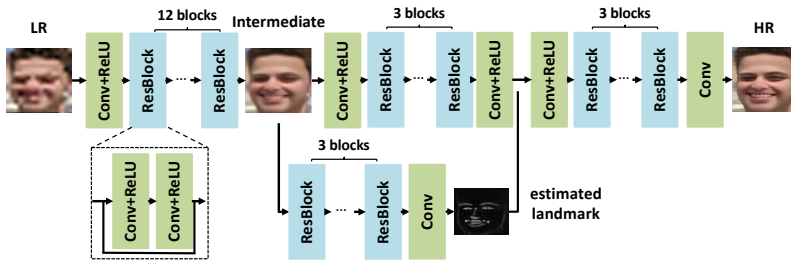 LR
12 blocks
Intermediate
3 blocks
3 blocks
HR
Conv+ReLU
ResBlock
...
ResBlock
Conv+ReLU
ResBlock
...
ResBlock
Conv+ReLU
Conv+ReLU
ResBlock
...
ResBlock
Conv
Conv+ReLU
Conv+ReLU
3 blocks
ResBlock
...
ResBlock
Conv
estimated
landmark